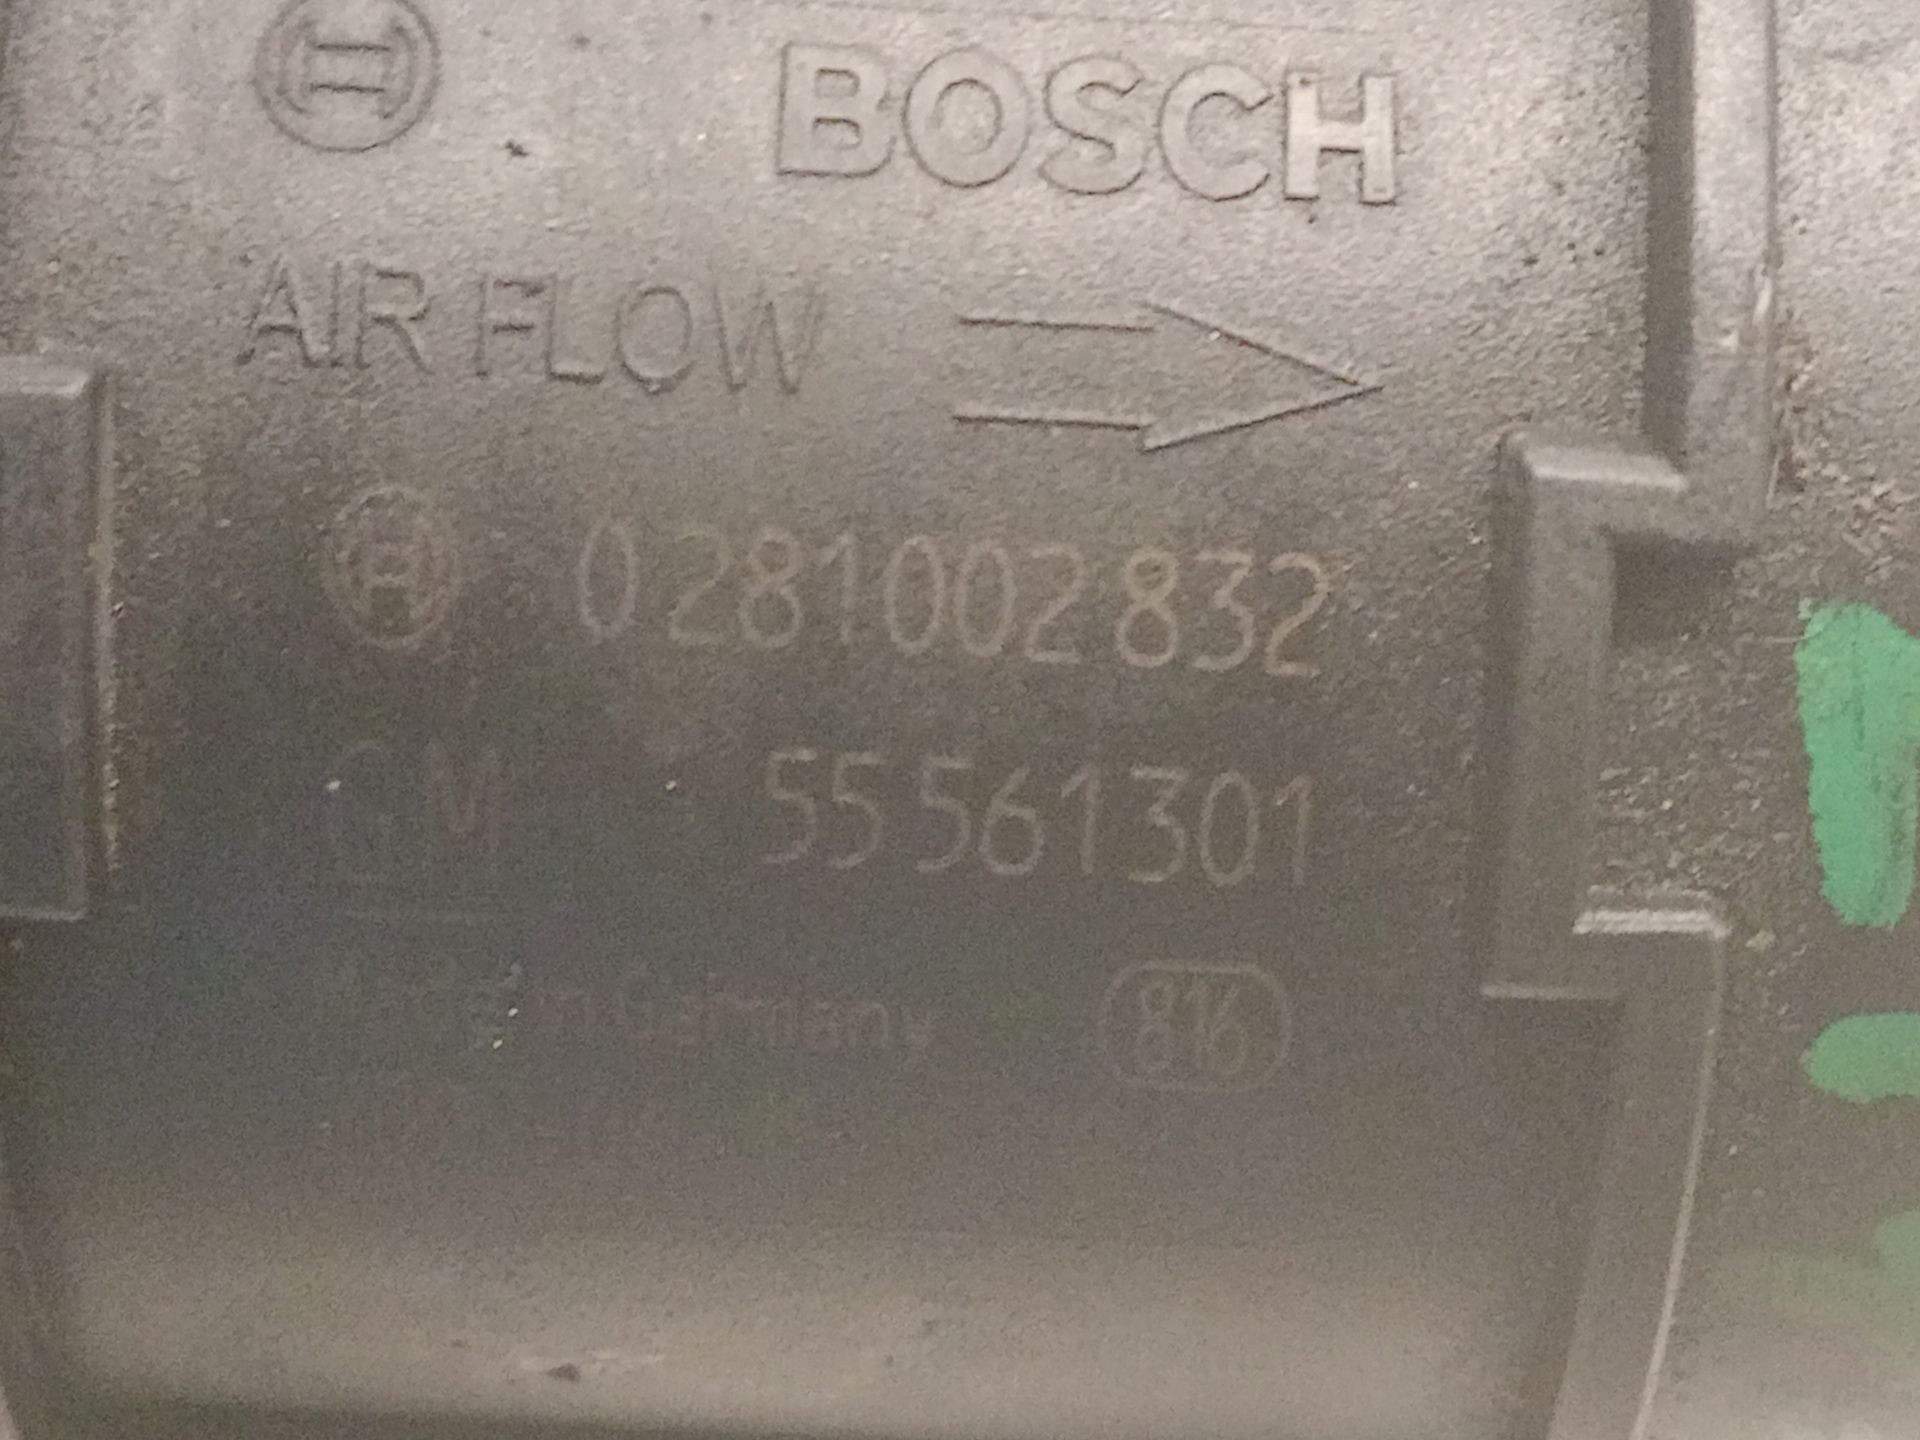 BOSCH
AIR FLOW
0 281 002 832
GM 55 561 301
Germany 816